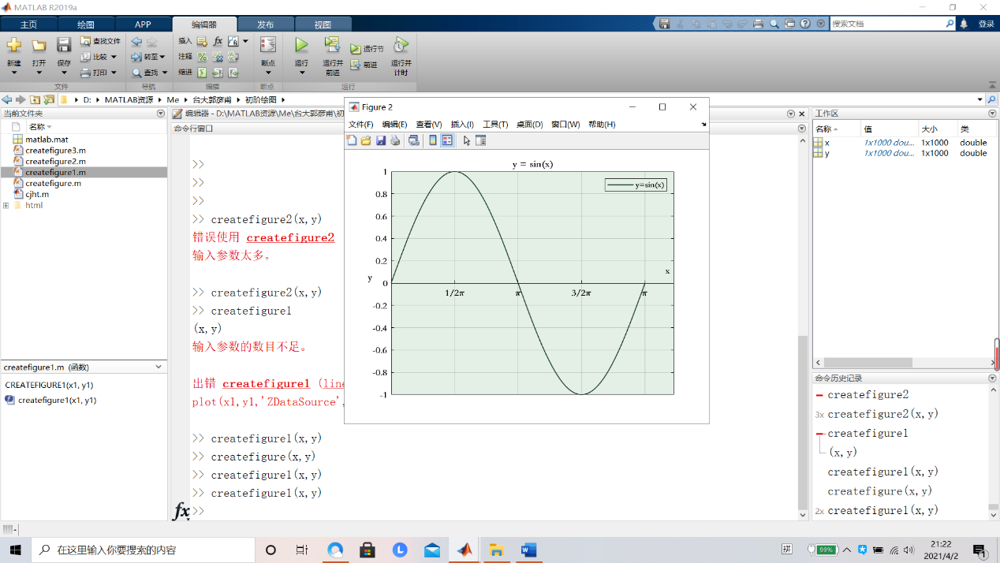 MATLAB R2019a
主页 绘图 APP 编辑器 发布 视图
搜索文档 登录
新建 打开 保存 查找文件 比较 打印
转至 查找
插入 fx
注释
缩进
断点
运行 运行并前进 运行节 前进 运行并计时
文件 导航 编辑 断点 运行
D: MATLAB资源 Me 台大郭彦甫 初阶绘图
当前文件夹
名称
matlab.mat
createfigure3.m
createfigure2.m
createfigure1.m
createfigure.m
cjht.m
html
createfigure1.m (函数)
CREATEFIGURE1(x1, y1)
createfigure1(x1, y1)
编辑器 - D:\MATLAB资源\Me\台大郭彦甫\初
命令行窗口
>>
>>
>>
>> createfigure2(x,y)
错误使用 createfigure2
输入参数太多。
>> createfigure2(x,y)
>> createfigure1
(x,y)
输入参数的数目不足。
出错 createfigure1 (line
plot(x1,y1,'ZDataSource',
>> createfigure1(x,y)
>> createfigure(x,y)
>> createfigure1(x,y)
>> createfigure1(x,y)
fx >>
Figure 2
文件(F) 编辑(E) 查看(V) 插入(I) 工具(T) 桌面(D) 窗口(W) 帮助(H)
y = sin(x)
y=sin(x)
1
0.8
0.6
0.4
0.2
0
-0.2
-0.4
-0.6
-0.8
-1
y
x
1/2π π 3/2π π
工作区
名称 值 大小 类
x 1x1000 dou... 1x1000 double
y 1x1000 dou... 1x1000 double
命令历史记录
createfigure2
3x createfigure2(x,y)
createfigure1
(x,y)
createfigure1(x,y)
createfigure(x,y)
2x createfigure1(x,y)
在这里输入你要搜索的内容
拼
99%
21:22
2021/4/2
1